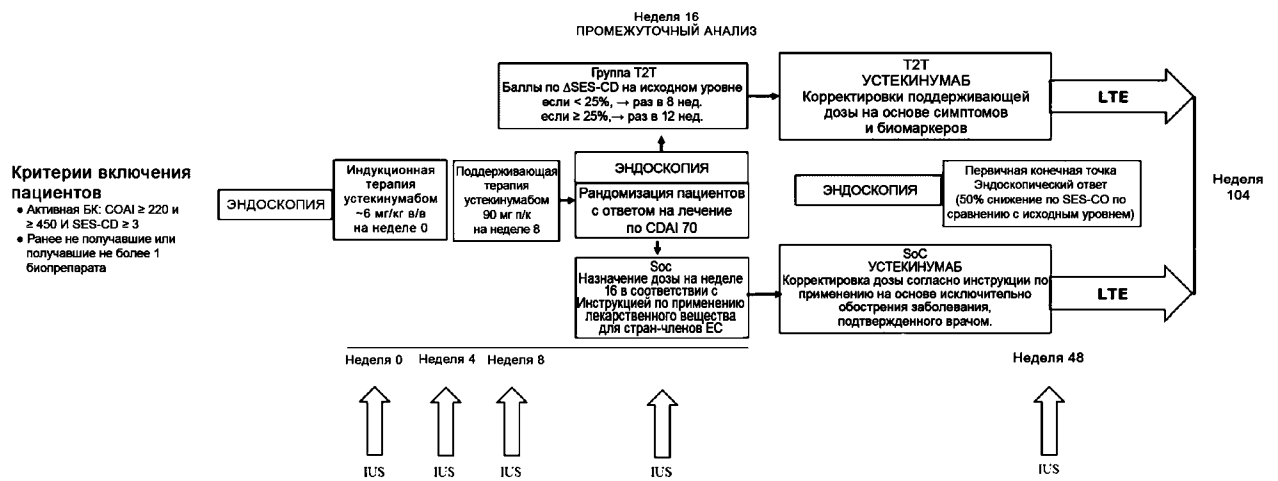 Неделя 16
ПРОМЕЖУТОЧНЫЙ АНАЛИЗ
Группа T2T
Баллы по ΔSES-CD на исходном уровне
если < 25%, → раз в 8 нед.
если ≥ 25%,→ раз в 12 нед.
T2T
УСТЕКИНУМАБ
Корректировки поддерживающей
дозы на основе симптомов
и биомаркеров
LTE
Критерии включения
пациентов
● Активная БК: COAI ≥ 220 и
≥ 450 И SES-CD ≥ 3
● Ранее не получавшие или
получавшие не более 1
биопрепарата
ЭНДОСКОПИЯ
Индукционная
терапия
устекинумабом
~6 мг/кг в/в
на неделе 0
Поддерживающая
терапия
устекинумабом
90 мг п/к
на неделе 8
ЭНДОСКОПИЯ
Рандомизация пациентов
с ответом на лечение
по CDAI 70
ЭНДОСКОПИЯ
Первичная конечная точка
Эндоскопический ответ
(50% снижение по SES-CO по
сравнению с исходным уровнем)
Неделя
104
Soc
Назначение дозы на неделе
16 в соответствии с
Инструкцией по применению
лекарственного вещества
для стран-членов ЕС
SoC
УСТЕКИНУМАБ
Корректировка дозы согласно инструкции по
применению на основе исключительно
обострения заболевания,
подтвержденного врачом.
LTE
Неделя 0
Неделя 4
Неделя 8
Неделя 48
IUS
IUS
IUS
IUS
IUS